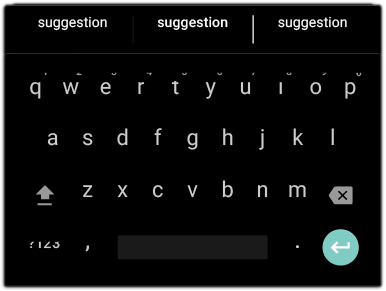 suggestion suggestion suggestion
q w e r t y u i o p
a s d f g h j k l
z x c v b n m
?123 , .